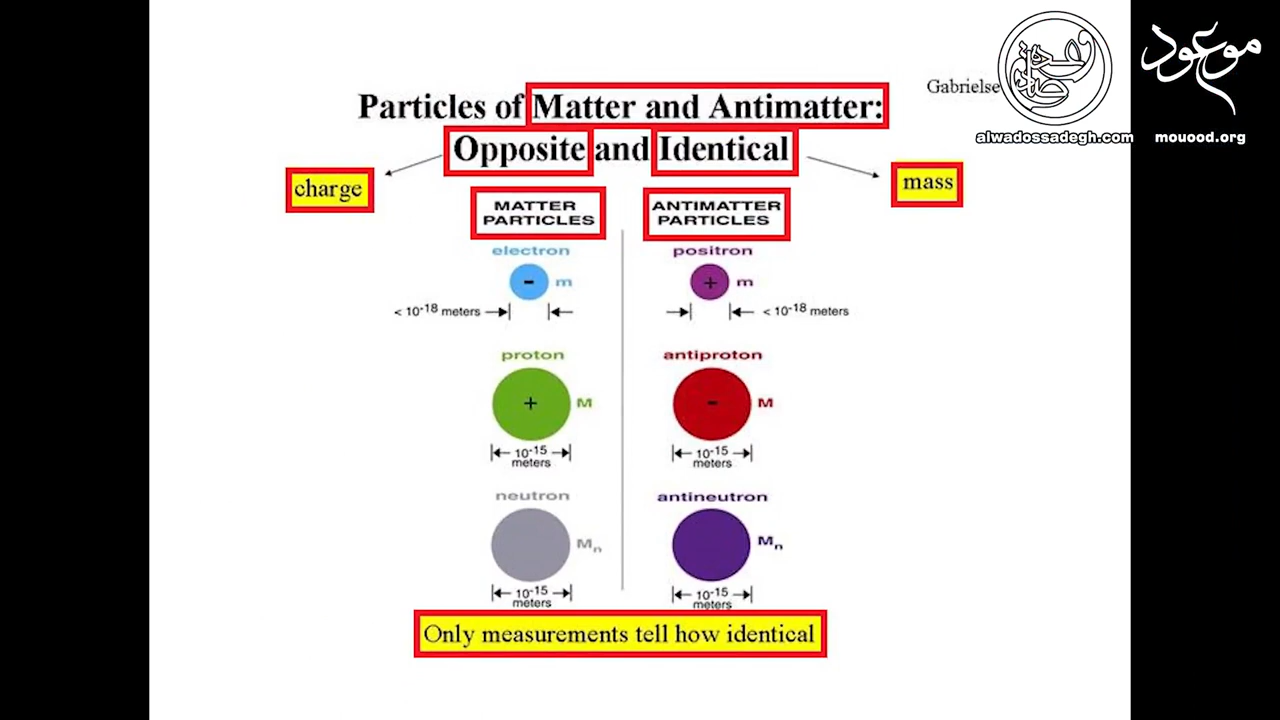 موعود
Gabrielse
alwadossadegh.com
mouood.org
Particles of Matter and Antimatter:
Opposite and Identical
charge
mass
MATTER
PARTICLES
ANTIMATTER
PARTICLES
electron
positron
- m
+ m
< 10-18 meters
< 10-18 meters
proton
antiproton
+ M
- M
10-15
meters
10-15
meters
neutron
antineutron
Mn
Mn
10-15
meters
10-15
meters
Only measurements tell how identical